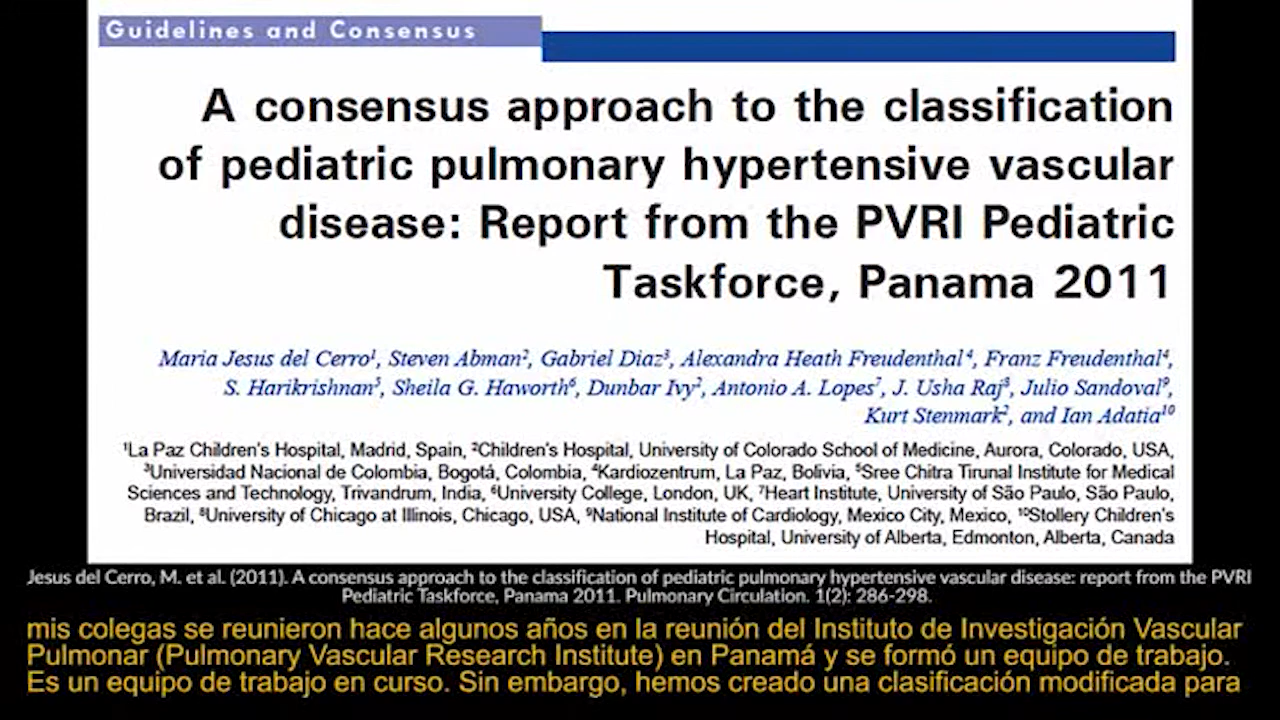 Guidelines and Consensus
A consensus approach to the classification
of pediatric pulmonary hypertensive vascular
disease: Report from the PVRI Pediatric
Taskforce, Panama 2011
Maria Jesus del Cerro¹, Steven Abman², Gabriel Diaz³, Alexandra Heath Freudenthal⁴, Franz Freudenthal⁴,
S. Harikrishnan⁵, Sheila G. Haworth⁶, Dunbar Ivy², Antonio A. Lopes⁷, J. Usha Raj⁸, Julio Sandoval⁹,
Kurt Stenmark², and Ian Adatia¹⁰
¹La Paz Children's Hospital, Madrid, Spain, ²Children's Hospital, University of Colorado School of Medicine, Aurora, Colorado, USA,
³Universidad Nacional de Colombia, Bogotá, Colombia, ⁴Kardiozentrum, La Paz, Bolivia, ⁵Sree Chitra Tirunal Institute for Medical
Sciences and Technology, Trivandrum, India, ⁶University College, London, UK, ⁷Heart Institute, University of São Paulo, São Paulo,
Brazil, ⁸University of Chicago at Illinois, Chicago, USA, ⁹National Institute of Cardiology, Mexico City, Mexico, ¹⁰Stollery Children's
Hospital, University of Alberta, Edmonton, Alberta, Canada
Jesus del Cerro, M. et al. (2011). A consensus approach to the classification of pediatric pulmonary hypertensive vascular disease: report from the PVRI
Pediatric Taskforce, Panama 2011. Pulmonary Circulation. 1(2): 286-298.
mis colegas se reunieron hace algunos años en la reunión del Instituto de Investigación Vascular
Pulmonar (Pulmonary Vascular Research Institute) en Panamá y se formó un equipo de trabajo.
Es un equipo de trabajo en curso. Sin embargo, hemos creado una clasificación modificada para